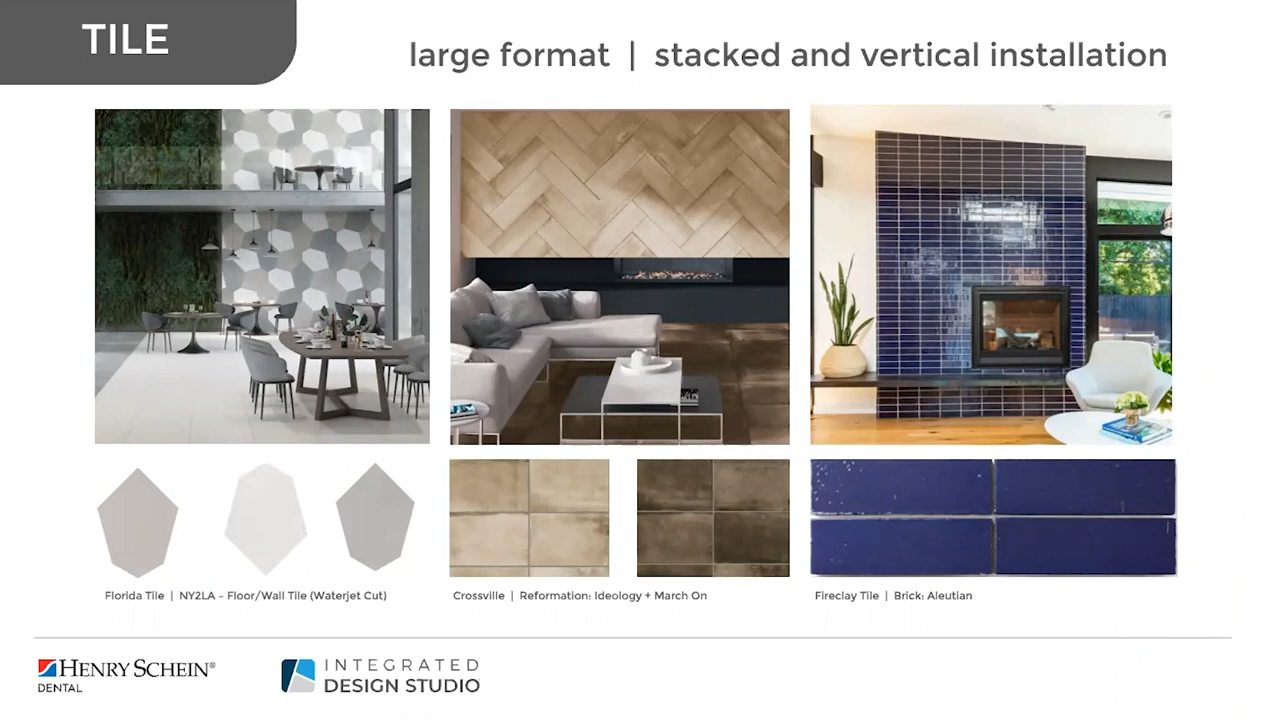 TILE
large format | stacked and vertical installation
Florida Tile | NY2LA – Floor/Wall Tile (Waterjet Cut)
Crossville | Reformation: Ideology + March On
Fireclay Tile | Brick: Aleutian
HENRY SCHEIN®
DENTAL
INTEGRATED
DESIGN STUDIO